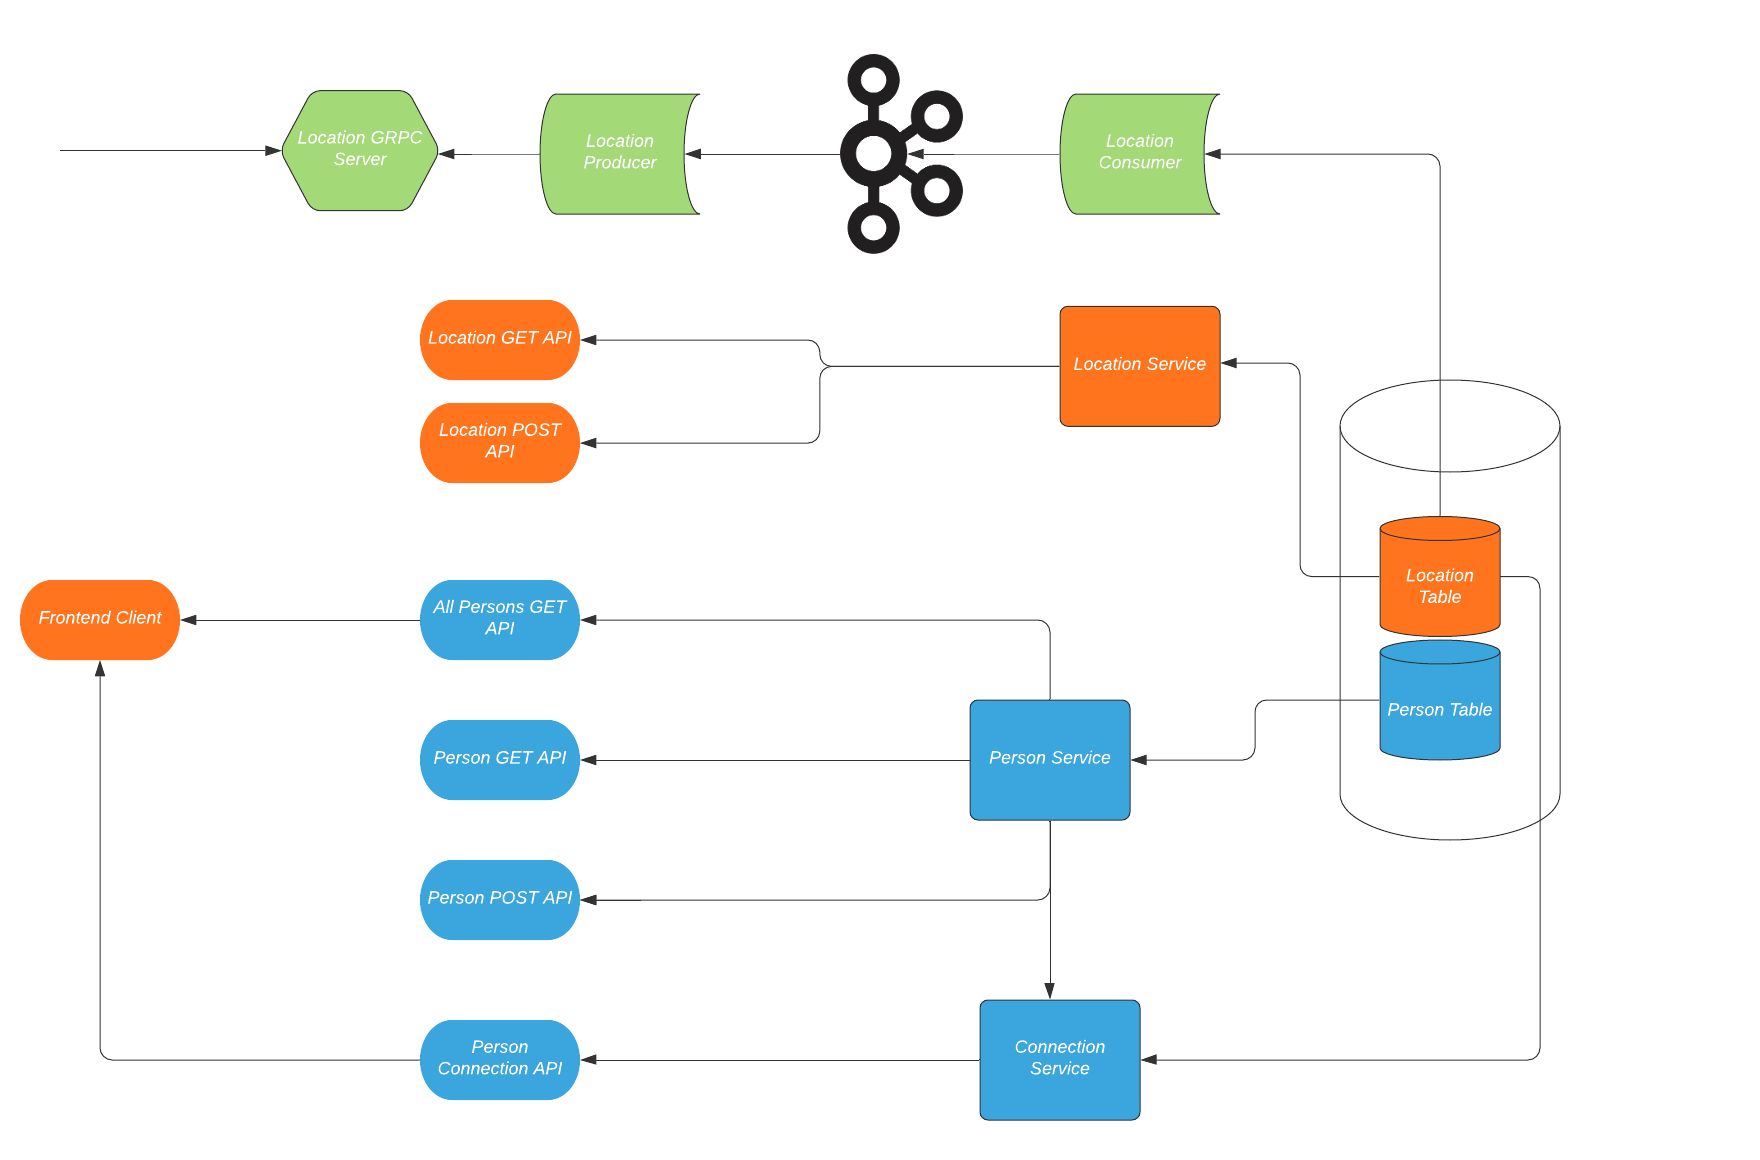 Location GRPC
Server
Location
Producer
Location
Consumer
Location GET API
Location Service
Location POST
API
Location
Table
Frontend Client
All Persons GET
API
Person Table
Person GET API
Person Service
Person POST API
Person
Connection API
Connection
Service